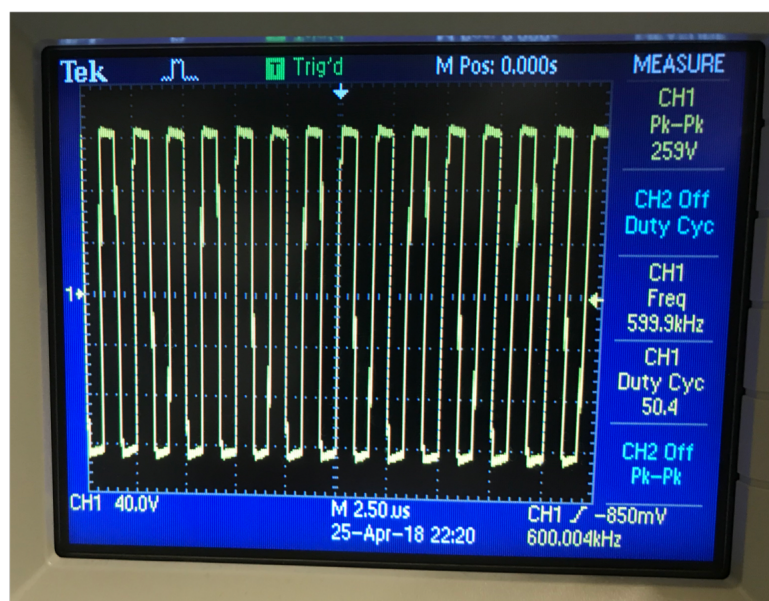 Tek
T Trig'd
M Pos: 0.000s
MEASURE
CH1
Pk-Pk
259V
CH2 Off
Duty Cyc
CH1
Freq
599.9kHz
CH1
Duty Cyc
50.4
CH2 Off
Pk-Pk
1
CH1 40.0V
M 2.50µs
CH1 -850mV
25-Apr-18 22:20
600.004kHz